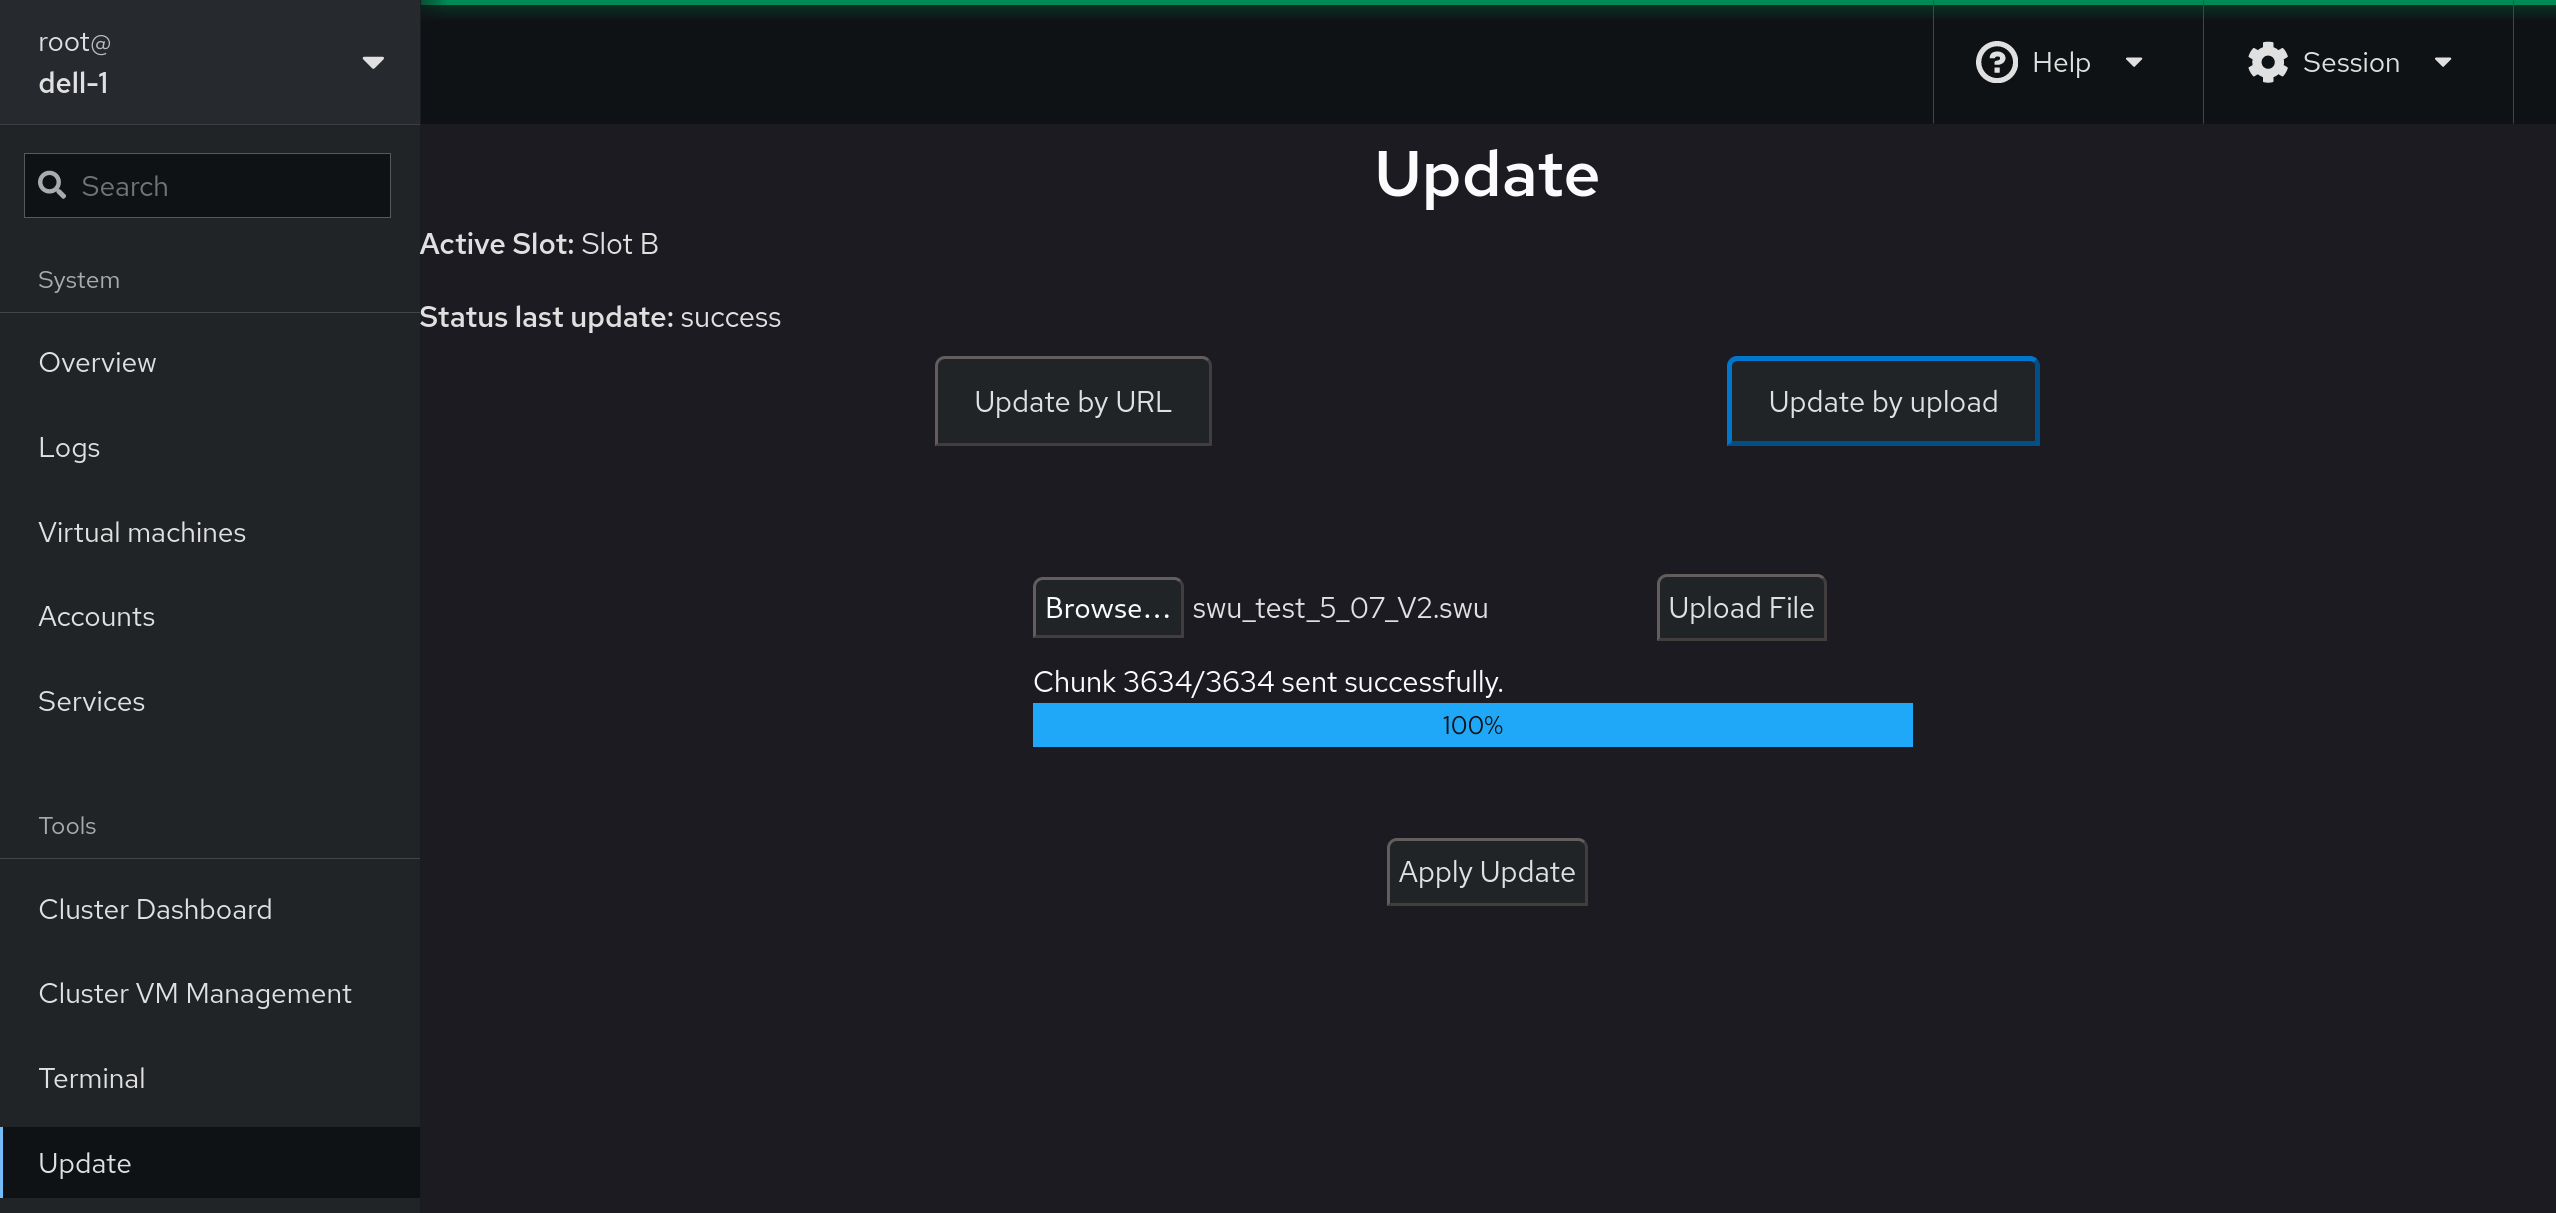 root@
dell-1
Help
Session
Search
System
Overview
Logs
Virtual machines
Accounts
Services
Tools
Cluster Dashboard
Cluster VM Management
Terminal
Update
Update
Active Slot: Slot B
Status last update: success
Update by URL
Update by upload
Browse...
swu_test_5_07_V2.swu
Upload File
Chunk 3634/3634 sent successfully.
100%
Apply Update